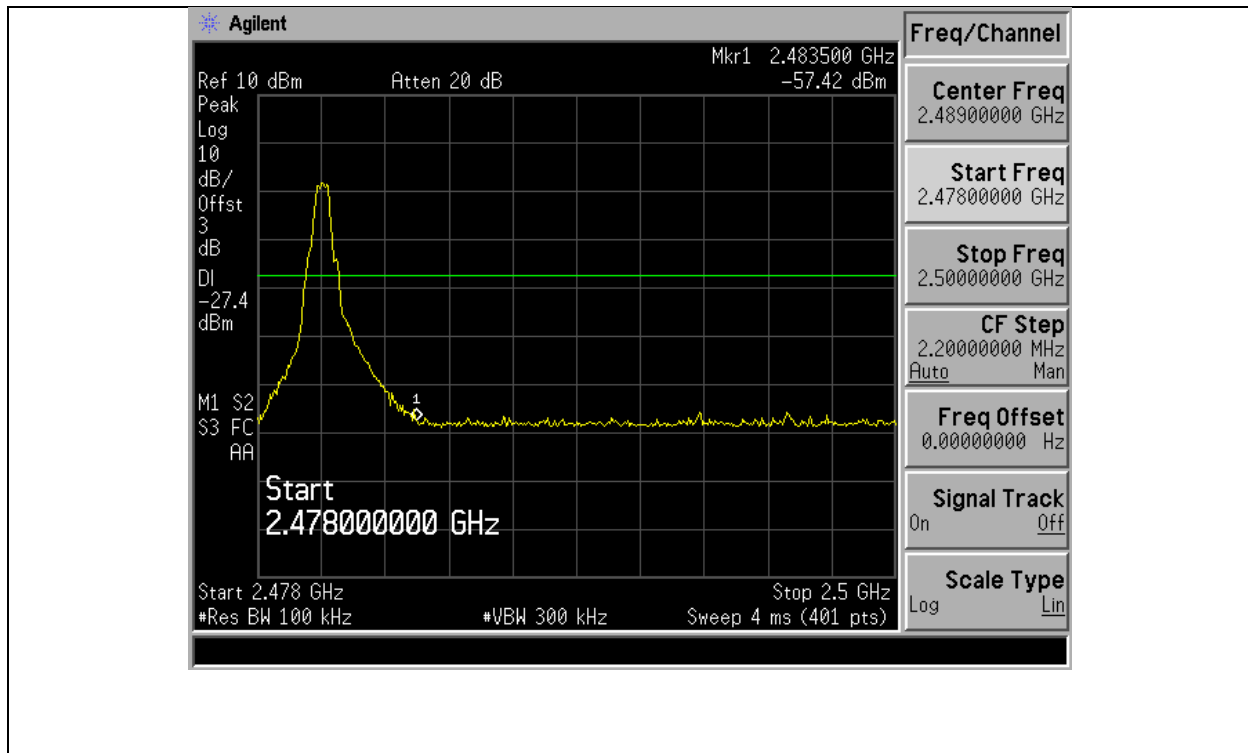 Agilent
Mkr1 2.483500 GHz
Ref 10 dBm Atten 20 dB -57.42 dBm
Peak
Log
10
dB/
Offst
3
dB
DI
-27.4
dBm
1
M1 S2
S3 FC
AA
Start
2.478000000 GHz
Start 2.478 GHz Stop 2.5 GHz
#Res BW 100 kHz #VBW 300 kHz Sweep 4 ms (401 pts)
Freq/Channel
Center Freq
2.48900000 GHz
Start Freq
2.47800000 GHz
Stop Freq
2.50000000 GHz
CF Step
2.20000000 MHz
Auto Man
Freq Offset
0.00000000 Hz
Signal Track
On Off
Scale Type
Log Lin